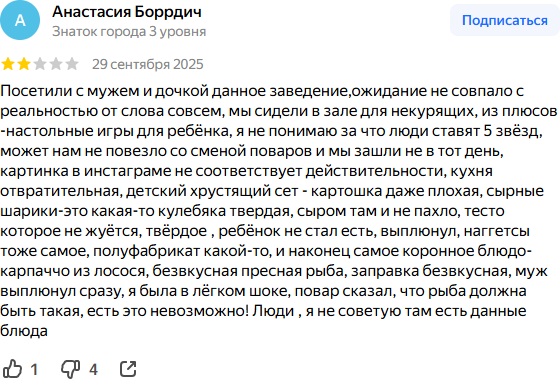 А
Анастасия Боррдич
Знаток города 3 уровня
Подписаться
29 сентября 2025
Посетили с мужем и дочкой данное заведение,ожидание не совпало с
реальностью от слова совсем, мы сидели в зале для некурящих, из плюсов
-настольные игры для ребёнка, я не понимаю за что люди ставят 5 звёзд,
может нам не повезло со сменой поваров и мы зашли не в тот день,
картинка в инстаграме не соответствует действительности, кухня
отвратительная, детский хрустящий сет - картошка даже плохая, сырные
шарики-это какая-то кулебяка твердая, сыром там и не пахло, тесто
которое не жуётся, твёрдое , ребёнок не стал есть, выплюнул, наггетсы
тоже самое, полуфабрикат какой-то, и наконец самое коронное блюдо-
карпаччо из лосося, безвкусная пресная рыба, заправка безвкусная, муж
выплюнул сразу, я была в лёгком шоке, повар сказал, что рыба должна
быть такая, есть это невозможно! Люди , я не советую там есть данные
блюда
1
4